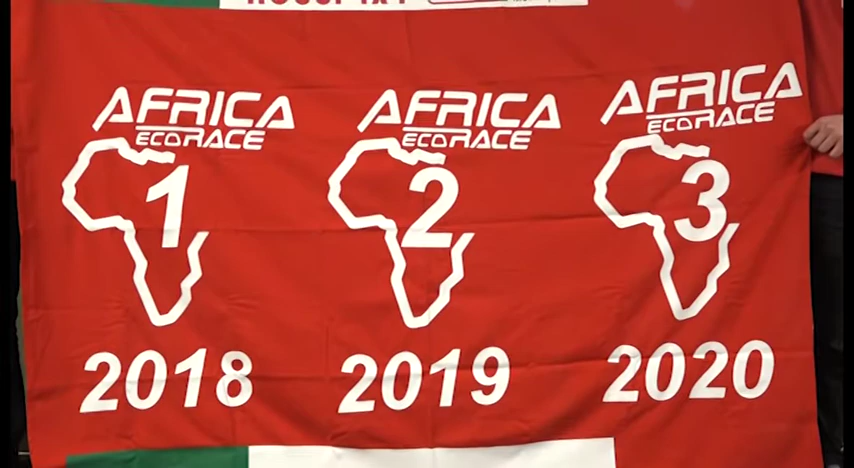 AFRICA
ECORACE
1
2018
AFRICA
ECORACE
2
2019
AFRICA
ECORACE
3
2020